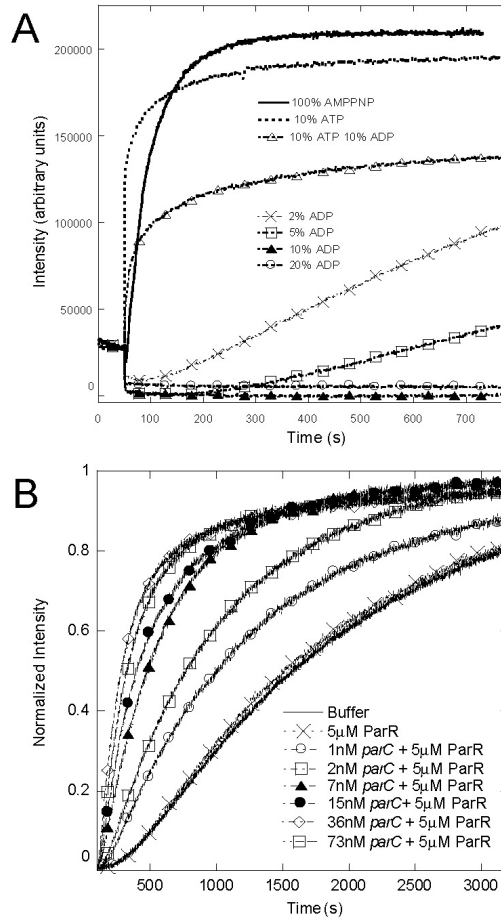 A
Intensity (arbitrary units)
200000
150000
100000
50000
0
100% AMPPNP
10% ATP
10% ATP 10% ADP
2% ADP
5% ADP
10% ADP
20% ADP
0 100 200 300 400 500 600 700
Time (s)
B
Normalized Intensity
1
0.8
0.6
0.4
0.2
0
Buffer
5μM ParR
1nM parC + 5μM ParR
2nM parC + 5μM ParR
7nM parC + 5μM ParR
15nM parC+ 5μM ParR
36nM parC + 5μM ParR
73nM parC + 5μM ParR
500 1000 1500 2000 2500 3000
Time (s)